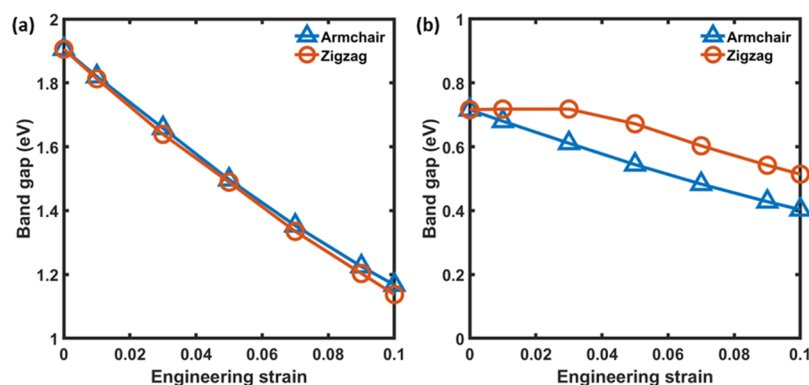 (a)
2
1.8
1.6
1.4
1.2
1
Band gap (eV)
Armchair
Zigzag
0 0.02 0.04 0.06 0.08 0.1
Engineering strain
(b)
1
0.8
0.6
0.4
0.2
0
Band gap (eV)
Armchair
Zigzag
0 0.02 0.04 0.06 0.08 0.1
Engineering strain